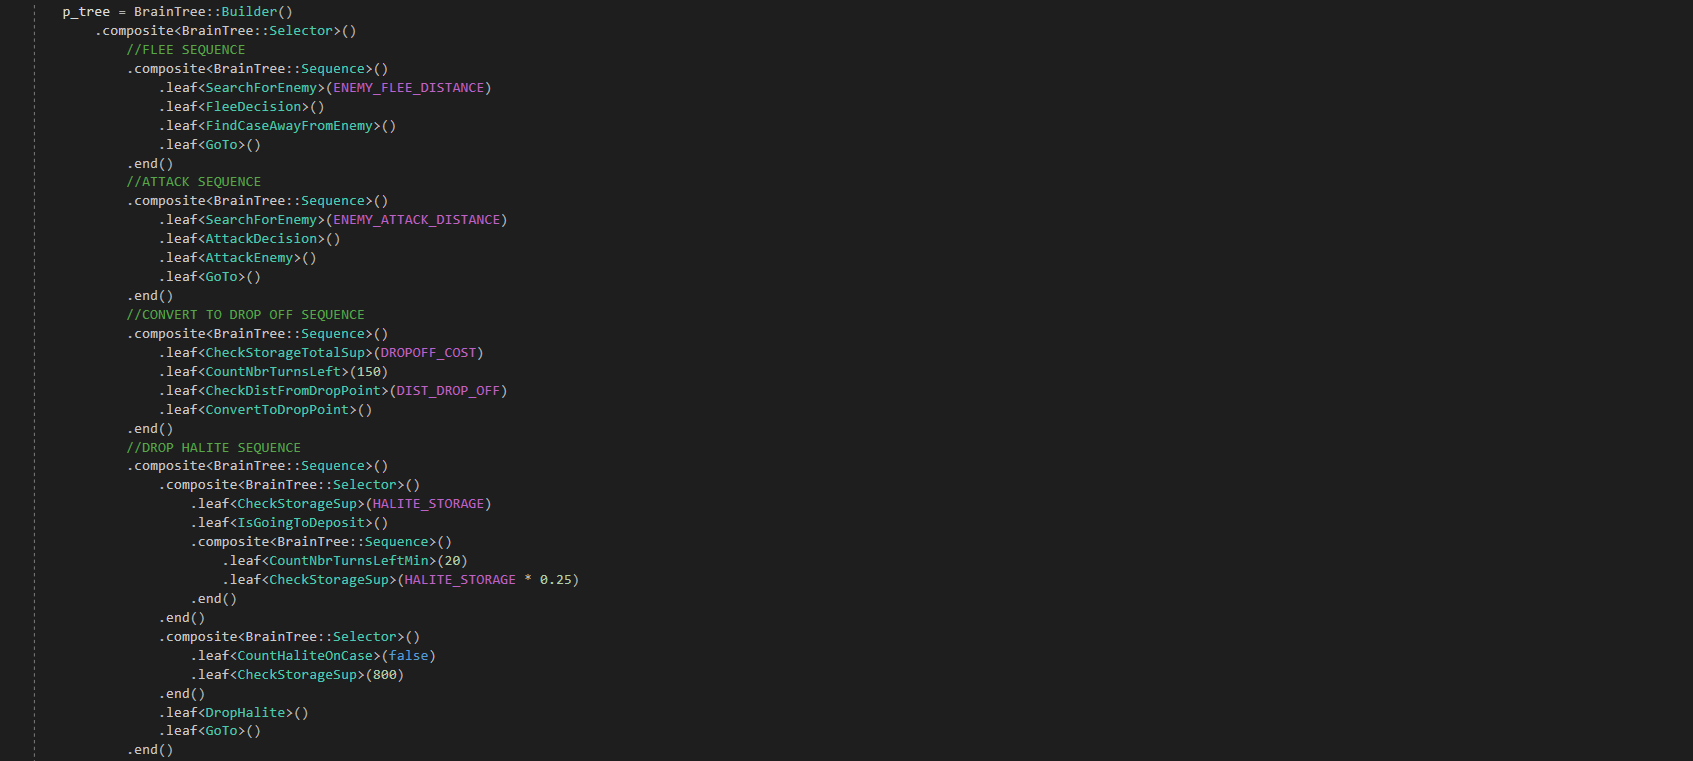 p_tree = BrainTree::Builder()
.composite<BrainTree::Selector>()
//FLEE SEQUENCE
.composite<BrainTree::Sequence>()
.leaf<SearchForEnemy>(ENEMY_FLEE_DISTANCE)
.leaf<FleeDecision>()
.leaf<FindCaseAwayFromEnemy>()
.leaf<GoTo>()
.end()
//ATTACK SEQUENCE
.composite<BrainTree::Sequence>()
.leaf<SearchForEnemy>(ENEMY_ATTACK_DISTANCE)
.leaf<AttackDecision>()
.leaf<AttackEnemy>()
.leaf<GoTo>()
.end()
//CONVERT TO DROP OFF SEQUENCE
.composite<BrainTree::Sequence>()
.leaf<CheckStorageTotalSup>(DROPOFF_COST)
.leaf<CountNbrTurnsLeft>(150)
.leaf<CheckDistFromDropPoint>(DIST_DROP_OFF)
.leaf<ConvertToDropPoint>()
.end()
//DROP HALITE SEQUENCE
.composite<BrainTree::Sequence>()
.composite<BrainTree::Selector>()
.leaf<CheckStorageSup>(HALITE_STORAGE)
.leaf<IsGoingToDeposit>()
.composite<BrainTree::Sequence>()
.leaf<CountNbrTurnsLeftMin>(20)
.leaf<CheckStorageSup>(HALITE_STORAGE * 0.25)
.end()
.end()
.composite<BrainTree::Selector>()
.leaf<CountHaliteOnCase>(false)
.leaf<CheckStorageSup>(800)
.end()
.leaf<DropHalite>()
.leaf<GoTo>()
.end()